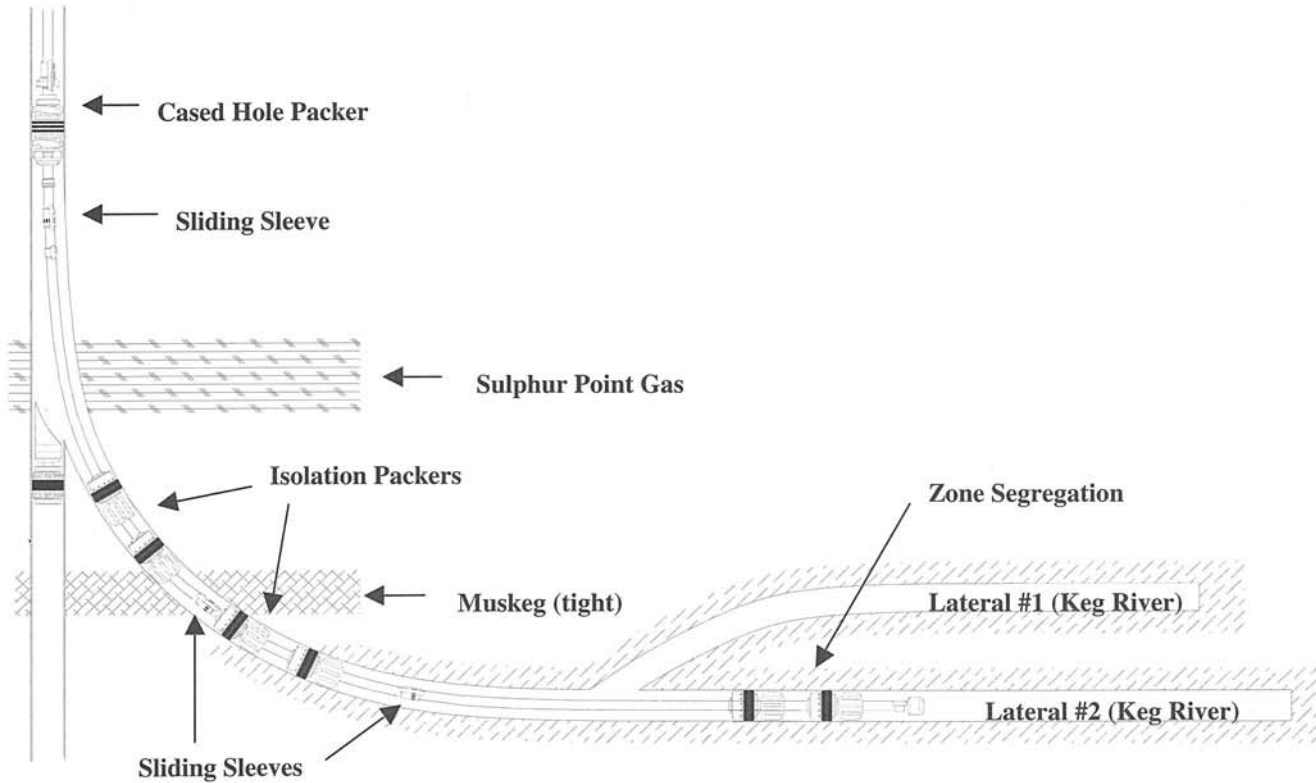 Cased Hole Packer
Sliding Sleeve
Sulphur Point Gas
Isolation Packers
Zone Segregation
Muskeg (tight)
Lateral #1 (Keg River)
Lateral #2 (Keg River)
Sliding Sleeves